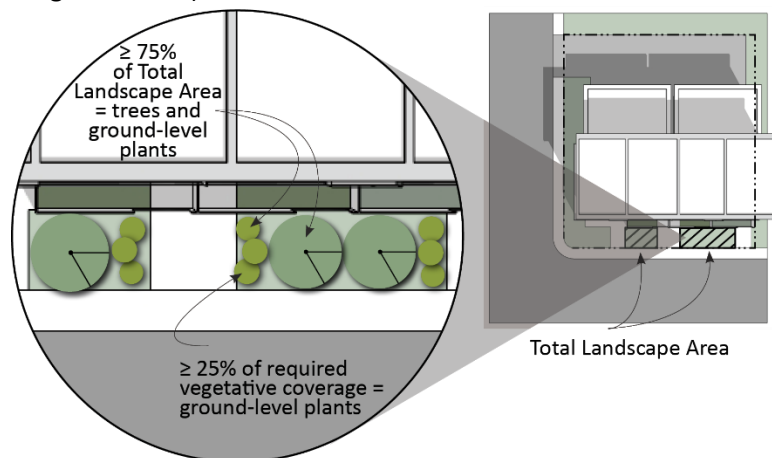 ≥ 75%
of Total
Landscape Area
= trees and
ground-level
plants
≥ 25% of required
vegetative coverage =
ground-level plants
Total Landscape Area